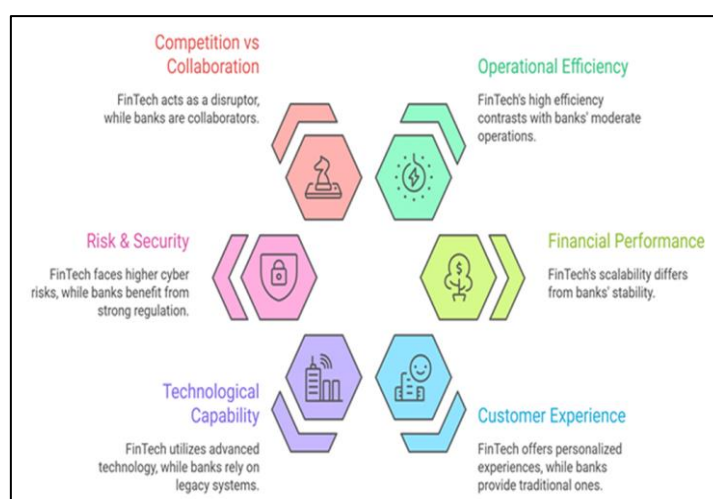 Competition vs
Collaboration
FinTech acts as a disruptor,
while banks are collaborators.
Operational Efficiency
FinTech's high efficiency
contrasts with banks' moderate
operations.
Risk & Security
FinTech faces higher cyber
risks, while banks benefit from
strong regulation.
Financial Performance
FinTech's scalability differs
from banks' stability.
Technological
Capability
FinTech utilizes advanced
technology, while banks rely on
legacy systems.
Customer Experience
FinTech offers personalized
experiences, while banks
provide traditional ones.